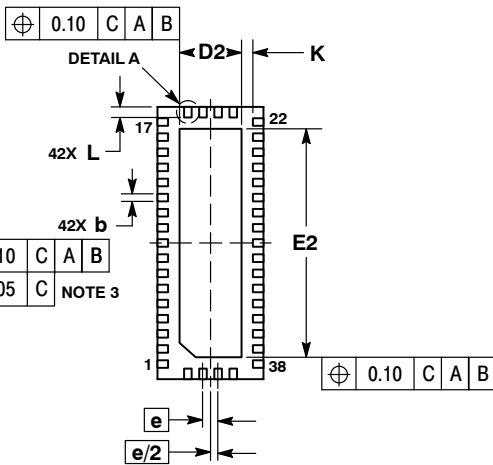 ⌖ 0.10 C A B
D2
K
DETAIL A
17
22
42X L
42X b
E2
10 C A B
05 C NOTE 3
1
38
⌖ 0.10 C A B
e
e/2